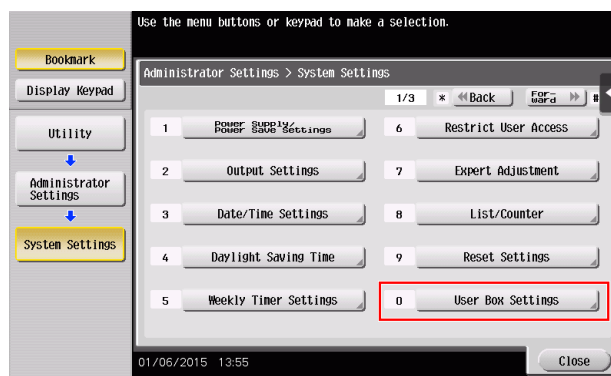 Use the menu buttons or keypad to make a selection.
Bookmark
Display Keypad
Utility
Administrator
Settings
System Settings
Administrator Settings > System Settings
1/3 * Back For-
ward #
1 Power Supply/
Power Save Settings
6 Restrict User Access
2 Output Settings
7 Expert Adjustment
3 Date/Time Settings
8 List/Counter
4 Daylight Saving Time
9 Reset Settings
5 Weekly Timer Settings
0 User Box Settings
01/06/2015 13:55
Close